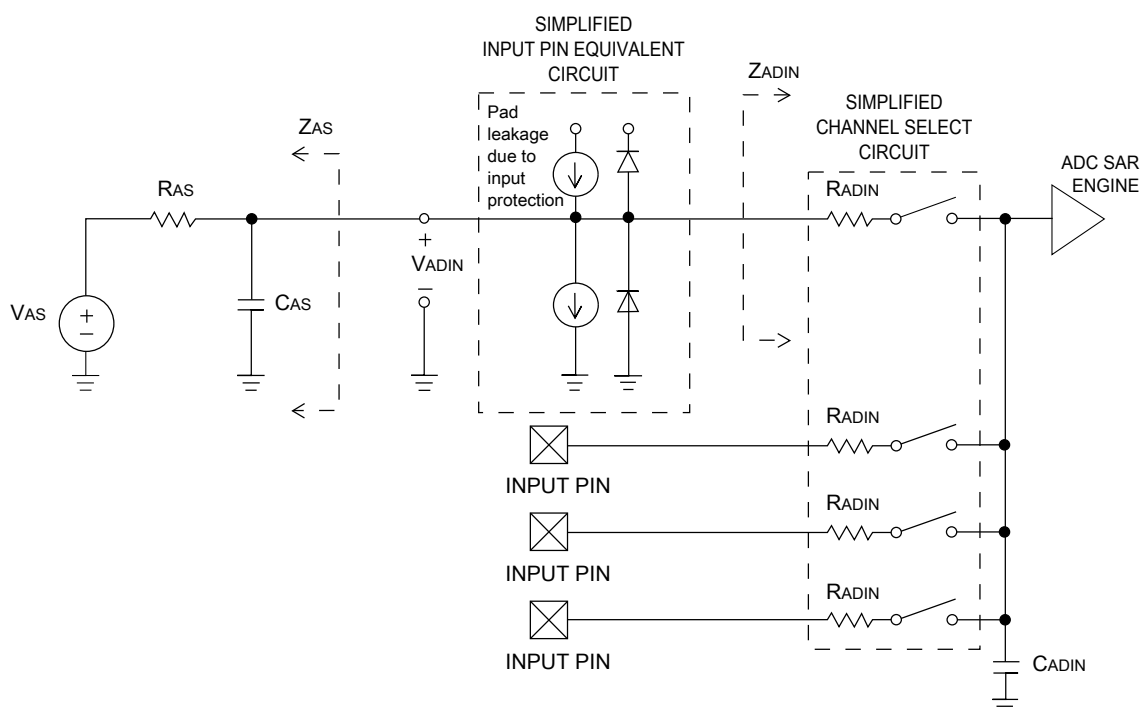 SIMPLIFIED
INPUT PIN EQUIVALENT
CIRCUIT
ZADIN
Pad
leakage
due to
input
protection
SIMPLIFIED
CHANNEL SELECT
CIRCUIT
ZAS
ADC SAR
ENGINE
RAS
RADIN
+
VADIN
–
CAS
VAS
+
–
RADIN
INPUT PIN
RADIN
INPUT PIN
RADIN
INPUT PIN
CADIN